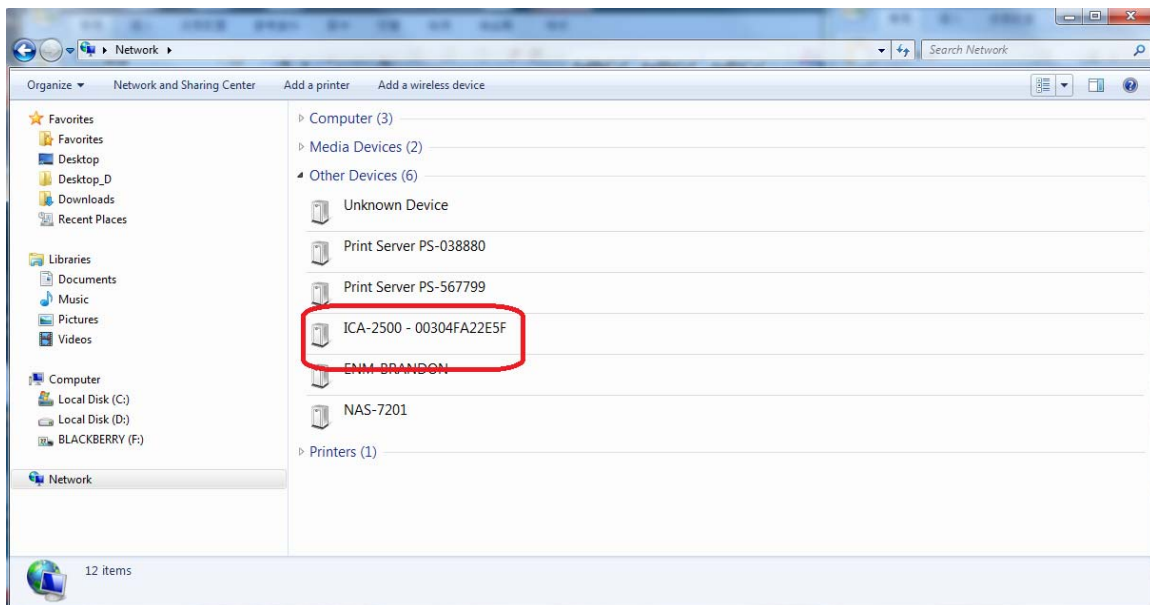 Network
Search Network
Organize Network and Sharing Center Add a printer Add a wireless device
Favorites
Favorites
Desktop
Desktop_D
Downloads
Recent Places
Libraries
Documents
Music
Pictures
Videos
Computer
Local Disk (C:)
Local Disk (D:)
BLACKBERRY (F:)
Network
Computer (3)
Media Devices (2)
Other Devices (6)
Unknown Device
Print Server PS-038880
Print Server PS-567799
ICA-2500 - 00304FA22E5F
ENM-BRANDON
NAS-7201
Printers (1)
12 items